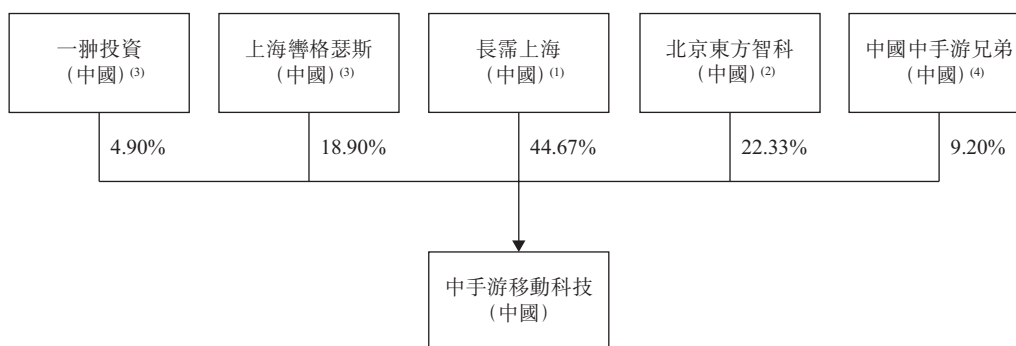 一翀投資
（中國）(3)
上海轡格瑟斯
（中國）(3)
長霈上海
（中國）(1)
北京東方智科
（中國）(2)
中國中手游兄弟
（中國）(4)
4.90%
18.90%
44.67%
22.33%
9.20%
中手游移動科技
（中國）